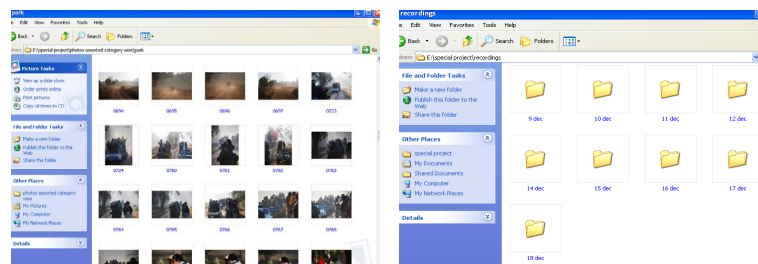 park
Edit View Favorites Tools Help
Back Search Folders
E:\special project\photos assorted category wise\park Go
Picture Tasks
View as a slide show
Order prints online
Print pictures
Copy all items to CD
File and Folder Tasks
Make a new folder
Publish this folder to the
Web
Share this folder
Other Places
photos assorted category
wise
My Pictures
My Computer
My Network Places
Details
0694 0695 0696 0697 0723
0724 0760 0761 0762 0763
0764 0765 0766 0767 0768
recordings
Edit View Favorites Tools Help
Back Search Folders
E:\special project\recordings
File and Folder Tasks
Make a new folder
Publish this folder to the
Web
Share this folder
Other Places
special project
My Documents
Shared Documents
My Computer
My Network Places
Details
9 dec 10 dec 11 dec 12 dec
14 dec 15 dec 16 dec 17 dec
18 dec